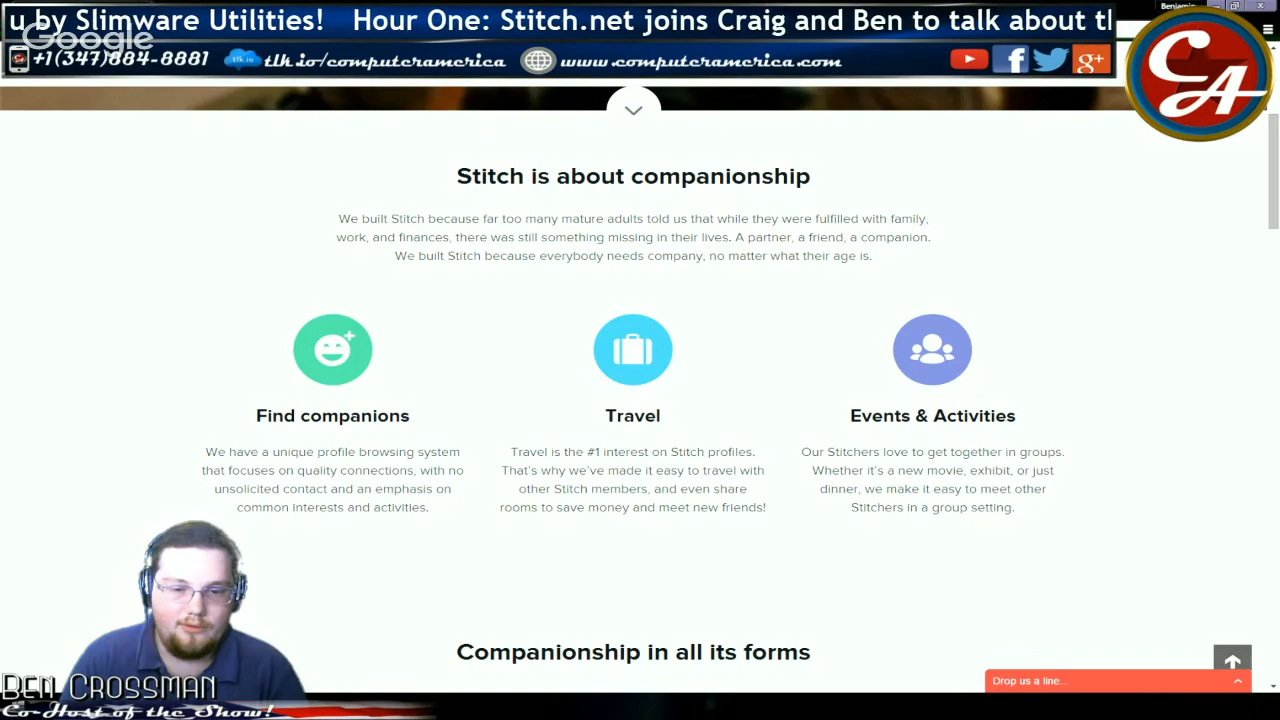 u by Slimware Utilities!   Hour One: Stitch.net joins Craig and Ben to talk about tl
Benjamin
Google
+1(347)884-8881 tlk.io tlk.io/computeramerica www.computeramerica.com f g+
CA
Stitch is about companionship
We built Stitch because far too many mature adults told us that while they were fulfilled with family,
work, and finances, there was still something missing in their lives. A partner, a friend, a companion.
We built Stitch because everybody needs company, no matter what their age is.
Find companions
We have a unique profile browsing system
that focuses on quality connections, with no
unsolicited contact and an emphasis on
common interests and activities.
Travel
Travel is the #1 interest on Stitch profiles.
That's why we've made it easy to travel with
other Stitch members, and even share
rooms to save money and meet new friends!
Events & Activities
Our Stitchers love to get together in groups.
Whether it's a new movie, exhibit, or just
dinner, we make it easy to meet other
Stitchers in a group setting.
Companionship in all its forms
Drop us a line...
Ben Crossman
Co-Host of the Show!